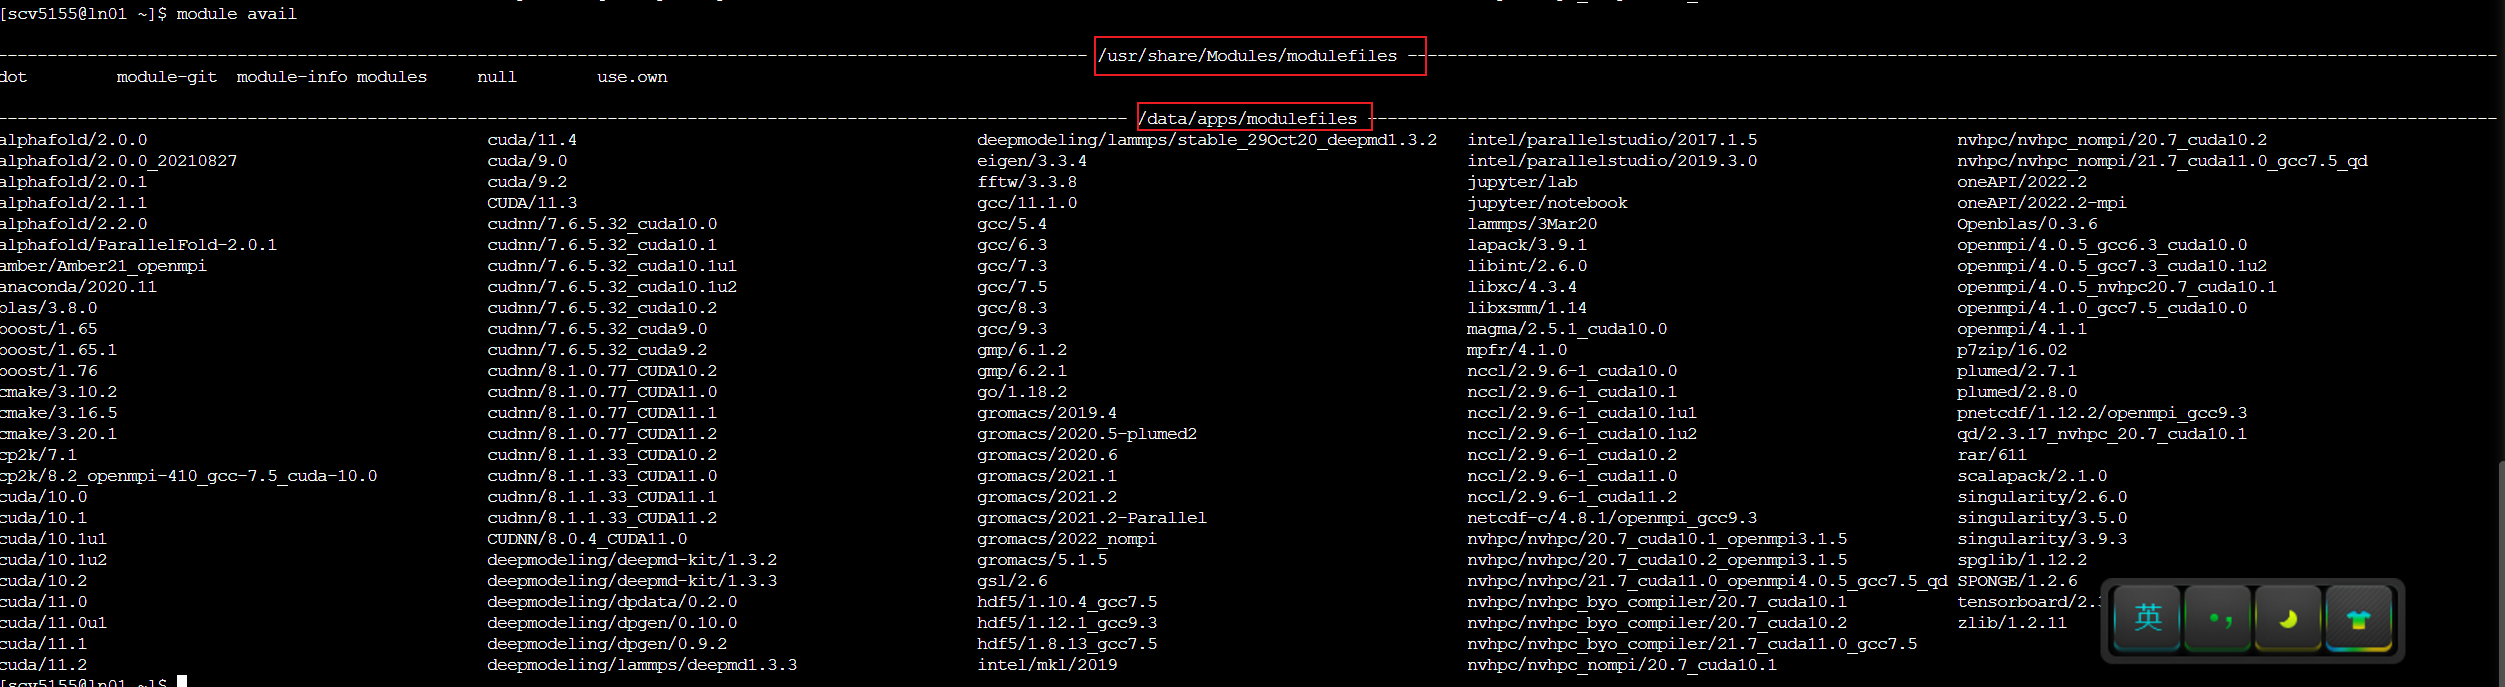 [scv5155@ln01 ~]$ module avail
------------ /usr/share/Modules/modulefiles ------------
dot module-git module-info modules null use.own
------------ /data/apps/modulefiles ------------
alphafold/2.0.0 cuda/11.4 deepmodeling/lammps/stable_29Oct20_deepmd1.3.2 intel/parallelstudio/2017.1.5 nvhpc/nvhpc_nompi/20.7_cuda10.2
alphafold/2.0.0_20210827 cuda/9.0 eigen/3.3.4 intel/parallelstudio/2019.3.0 nvhpc/nvhpc_nompi/21.7_cuda11.0_gcc7.5_qd
alphafold/2.0.1 cuda/9.2 fftw/3.3.8 jupyter/lab oneAPI/2022.2
alphafold/2.1.1 CUDA/11.3 gcc/11.1.0 jupyter/notebook oneAPI/2022.2-mpi
alphafold/2.2.0 cudnn/7.6.5.32_cuda10.0 gcc/5.4 lammps/3Mar20 Openblas/0.3.6
alphafold/ParallelFold-2.0.1 cudnn/7.6.5.32_cuda10.1 gcc/6.3 lapack/3.9.1 openmpi/4.0.5_gcc6.3_cuda10.0
amber/Amber21_openmpi cudnn/7.6.5.32_cuda10.1u1 gcc/7.3 libint/2.6.0 openmpi/4.0.5_gcc7.3_cuda10.1u2
anaconda/2020.11 cudnn/7.6.5.32_cuda10.1u2 gcc/7.5 libxc/4.3.4 openmpi/4.0.5_nvhpc20.7_cuda10.1
blas/3.8.0 cudnn/7.6.5.32_cuda10.2 gcc/8.3 libxsmm/1.14 openmpi/4.1.0_gcc7.5_cuda10.0
boost/1.65 cudnn/7.6.5.32_cuda9.0 gcc/9.3 magma/2.5.1_cuda10.0 openmpi/4.1.1
boost/1.65.1 cudnn/7.6.5.32_cuda9.2 gmp/6.1.2 mpfr/4.1.0 p7zip/16.02
boost/1.76 cudnn/8.1.0.77_CUDA10.2 gmp/6.2.1 nccl/2.9.6-1_cuda10.0 plumed/2.7.1
cmake/3.10.2 cudnn/8.1.0.77_CUDA11.0 go/1.18.2 nccl/2.9.6-1_cuda10.1 plumed/2.8.0
cmake/3.16.5 cudnn/8.1.0.77_CUDA11.1 gromacs/2019.4 nccl/2.9.6-1_cuda10.1u1 pnetcdf/1.12.2/openmpi_gcc9.3
cmake/3.20.1 cudnn/8.1.0.77_CUDA11.2 gromacs/2020.5-plumed2 nccl/2.9.6-1_cuda10.1u2 qd/2.3.17_nvhpc_20.7_cuda10.1
cp2k/7.1 cudnn/8.1.1.33_CUDA10.2 gromacs/2020.6 nccl/2.9.6-1_cuda10.2 rar/611
cp2k/8.2_openmpi-410_gcc-7.5_cuda-10.0 cudnn/8.1.1.33_CUDA11.0 gromacs/2021.1 nccl/2.9.6-1_cuda11.0 scalapack/2.1.0
cuda/10.0 cudnn/8.1.1.33_CUDA11.1 gromacs/2021.2 nccl/2.9.6-1_cuda11.2 singularity/2.6.0
cuda/10.1 cudnn/8.1.1.33_CUDA11.2 gromacs/2021.2-Parallel netcdf-c/4.8.1/openmpi_gcc9.3 singularity/3.5.0
cuda/10.1u1 CUDNN/8.0.4_CUDA11.0 gromacs/2022_nompi nvhpc/nvhpc/20.7_cuda10.1_openmpi3.1.5 singularity/3.9.3
cuda/10.1u2 deepmodeling/deepmd-kit/1.3.2 gromacs/5.1.5 nvhpc/nvhpc/20.7_cuda10.2_openmpi3.1.5 spglib/1.12.2
cuda/10.2 deepmodeling/deepmd-kit/1.3.3 gsl/2.6 nvhpc/nvhpc/21.7_cuda11.0_openmpi4.0.5_gcc7.5_qd SPONGE/1.2.6
cuda/11.0 deepmodeling/dpdata/0.2.0 hdf5/1.10.4_gcc7.5 nvhpc/nvhpc_byo_compiler/20.7_cuda10.1 tensorboard/2.
cuda/11.0u1 deepmodeling/dpgen/0.10.0 hdf5/1.12.1_gcc9.3 nvhpc/nvhpc_byo_compiler/20.7_cuda10.2 zlib/1.2.11
cuda/11.1 deepmodeling/dpgen/0.9.2 hdf5/1.8.13_gcc7.5 nvhpc/nvhpc_byo_compiler/21.7_cuda11.0_gcc7.5
cuda/11.2 deepmodeling/lammps/deepmd1.3.3 intel/mkl/2019 nvhpc/nvhpc_nompi/20.7_cuda10.1
[scv5155@ln01 ~]$
英